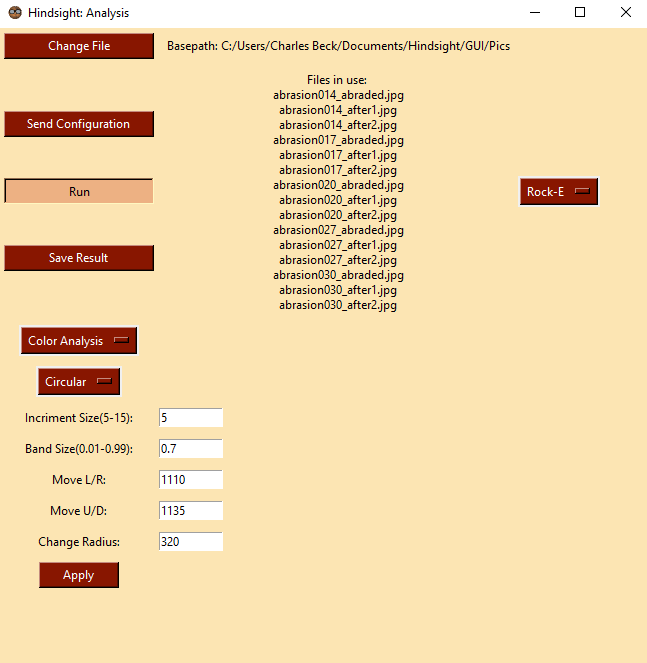 Hindsight: Analysis
Change File
Basepath: C:/Users/Charles Beck/Documents/Hindsight/GUI/Pics
Files in use:
abrasion014_abraded.jpg
abrasion014_after1.jpg
abrasion014_after2.jpg
abrasion017_abraded.jpg
abrasion017_after1.jpg
abrasion017_after2.jpg
abrasion020_abraded.jpg
abrasion020_after1.jpg
abrasion020_after2.jpg
abrasion027_abraded.jpg
abrasion027_after1.jpg
abrasion027_after2.jpg
abrasion030_abraded.jpg
abrasion030_after1.jpg
abrasion030_after2.jpg
Send Configuration
Run
Rock-E
Save Result
Color Analysis
Circular
Incriment Size(5-15): 5
Band Size(0.01-0.99): 0.7
Move L/R: 1110
Move U/D: 1135
Change Radius: 320
Apply